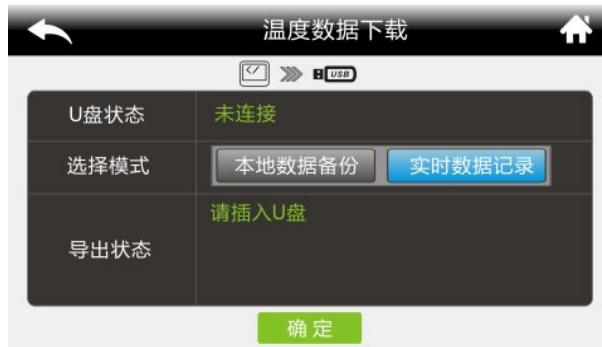 温度数据下载
USB
U盘状态
未连接
选择模式
本地数据备份
实时数据记录
导出状态
请插入U盘
确定